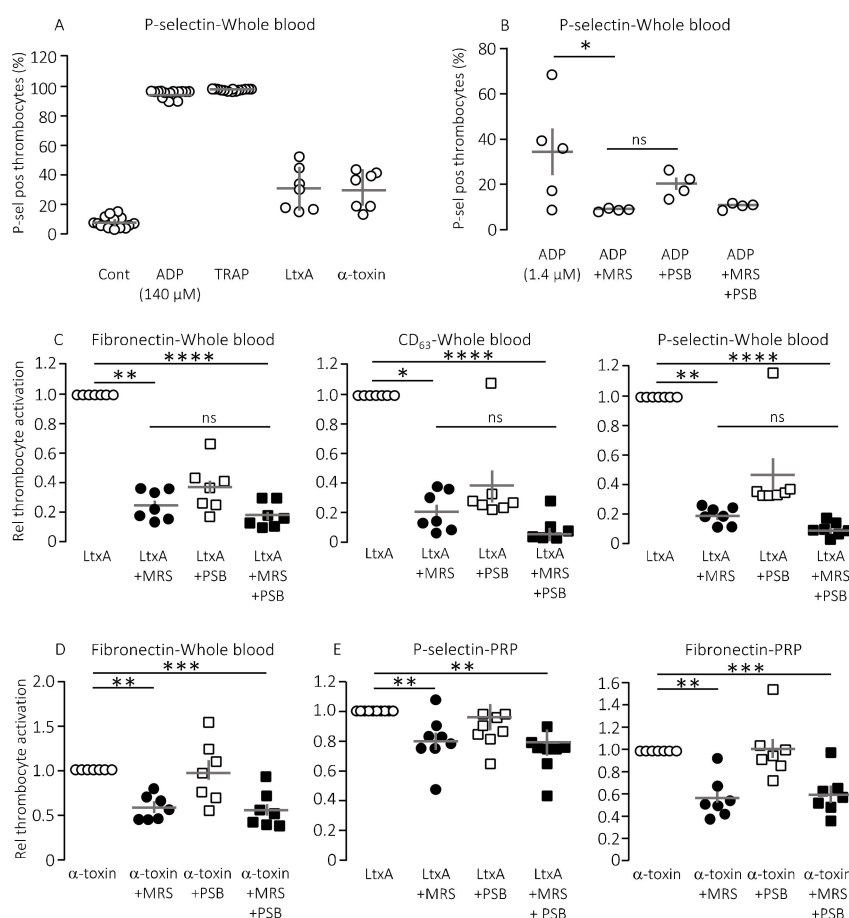 A P-selectin-Whole blood
P-sel pos thrombocytes (%)
120
100
80
60
40
20
0
Cont ADP TRAP LtxA α-toxin
(140 µM)
B P-selectin-Whole blood
P-sel pos thrombocytes (%)
80
60
40
20
0
*
ns
ADP ADP ADP ADP
(1.4 µM) +MRS +PSB +MRS
+PSB
C Fibronectin-Whole blood
Rel thrombocyte activation
1.2
1.0
0.8
0.6
0.4
0.2
0
****
**
ns
LtxA LtxA LtxA LtxA
+MRS +PSB +MRS
+PSB
CD63-Whole blood
1.2
1.0
0.8
0.6
0.4
0.2
0
****
*
ns
LtxA LtxA LtxA LtxA
+MRS +PSB +MRS
+PSB
P-selectin-Whole blood
1.2
1.0
0.8
0.6
0.4
0.2
0
****
**
ns
LtxA LtxA LtxA LtxA
+MRS +PSB +MRS
+PSB
D Fibronectin-Whole blood
Rel thrombocyte activation
2.0
1.5
1.0
0.5
0
***
**
α-toxin α-toxin α-toxin α-toxin
+MRS +PSB +MRS
+PSB
E P-selectin-PRP
1.2
1.0
0.8
0.6
0.4
0.2
0
**
**
LtxA LtxA LtxA LtxA
+MRS +PSB +MRS
+ PSB
Fibronectin-PRP
1.6
1.4
1.2
1.0
0.8
0.6
0.4
0.2
0
***
**
α-toxin α-toxin α-toxin α-toxin
+MRS +PSB +MRS
+PSB